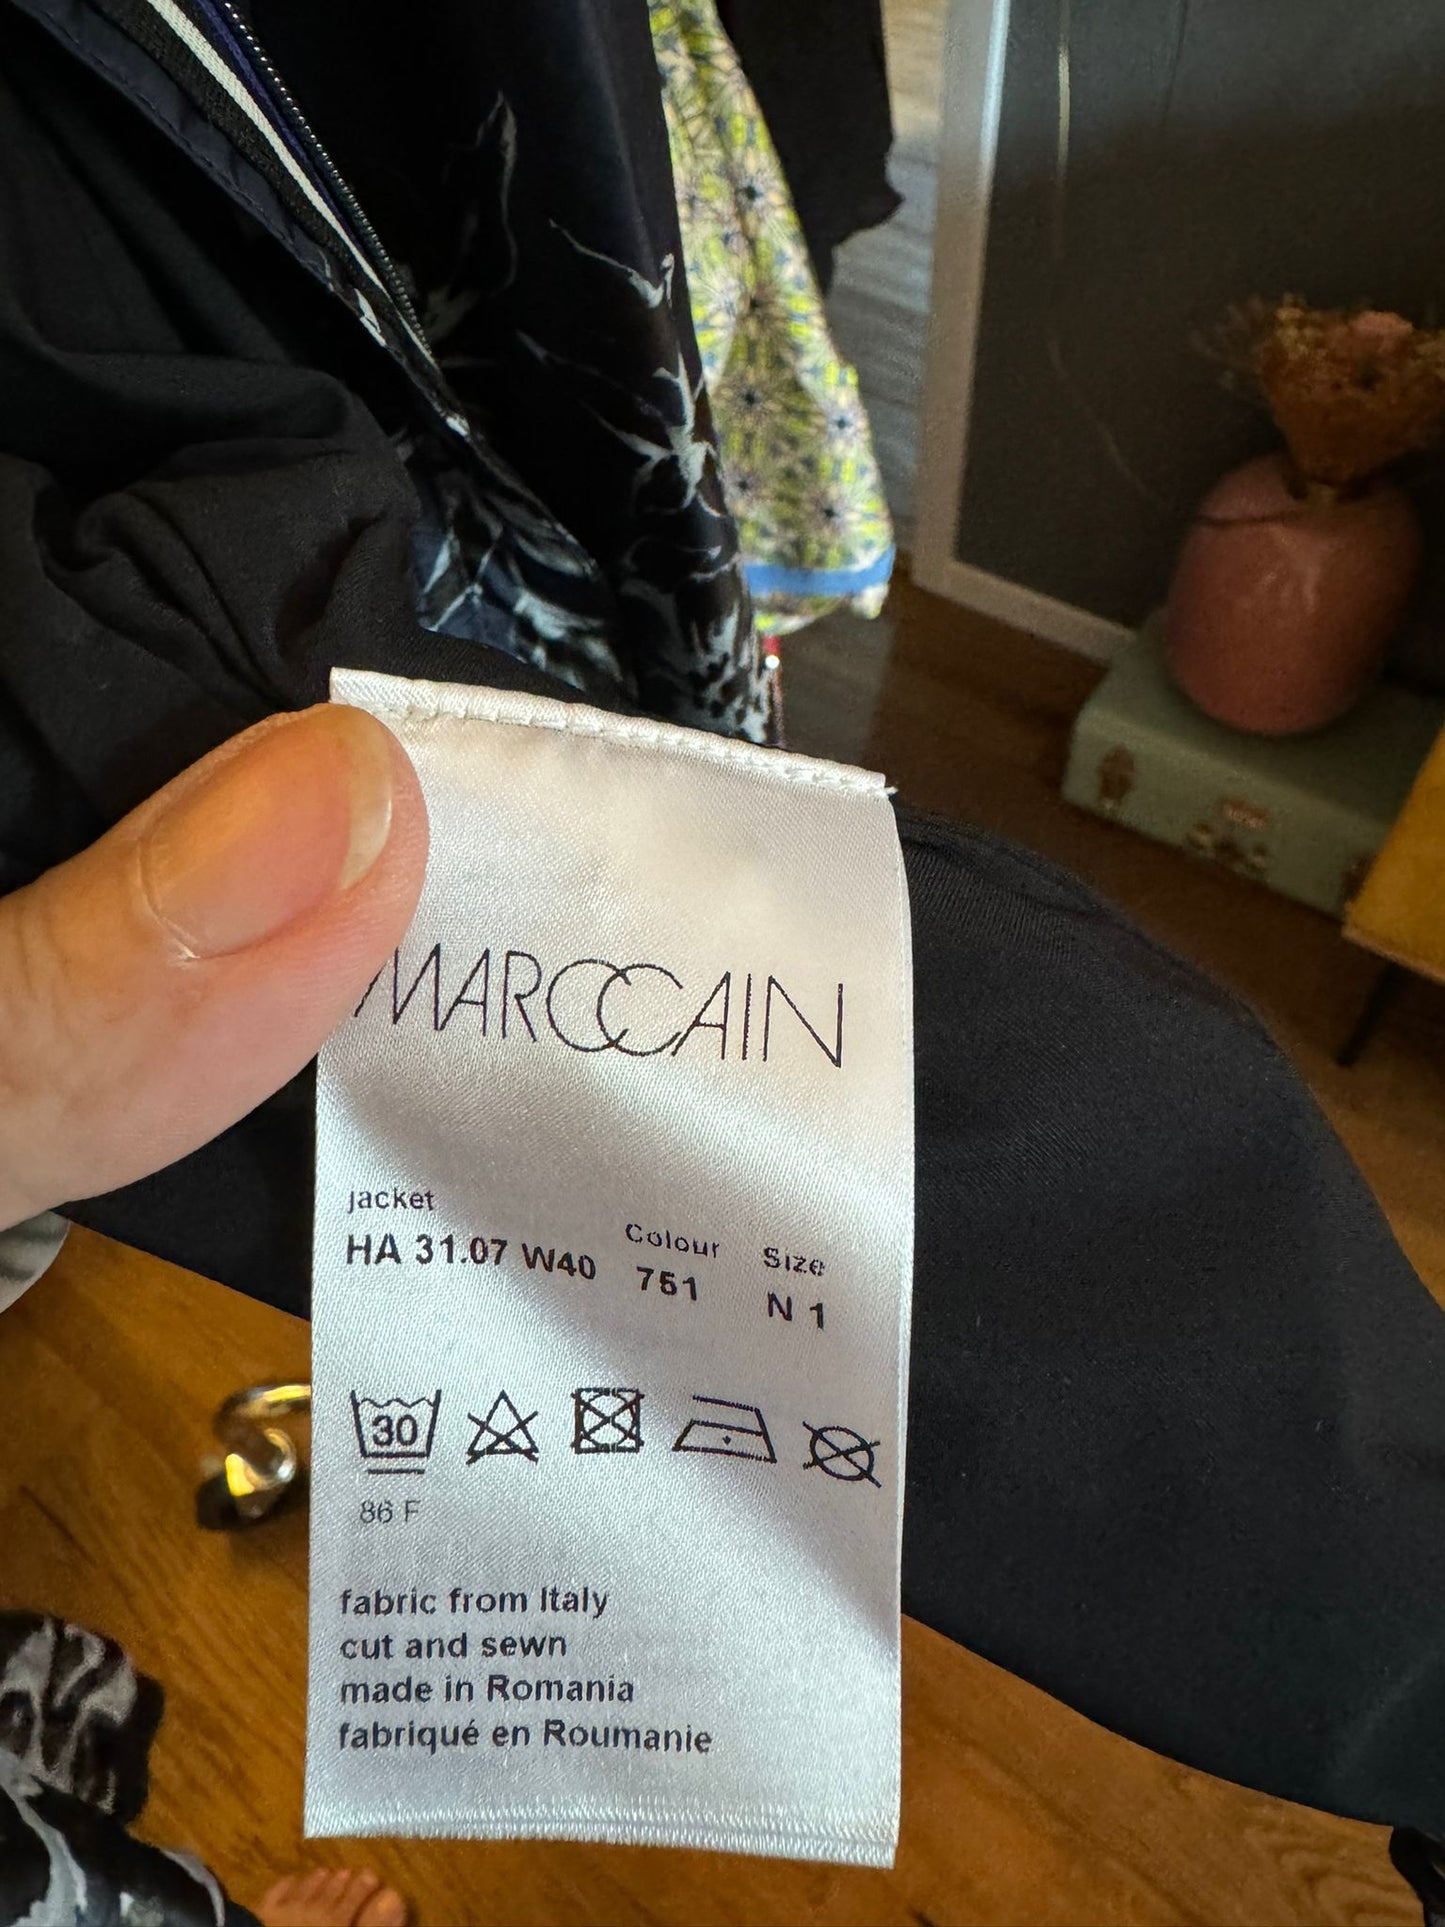 MARCCAIN
jacket
HA 31.07 W40
Colour
751
Size
N 1
30
86 F
fabric from Italy
cut and sewn
made in Romania
fabriqué en Roumanie